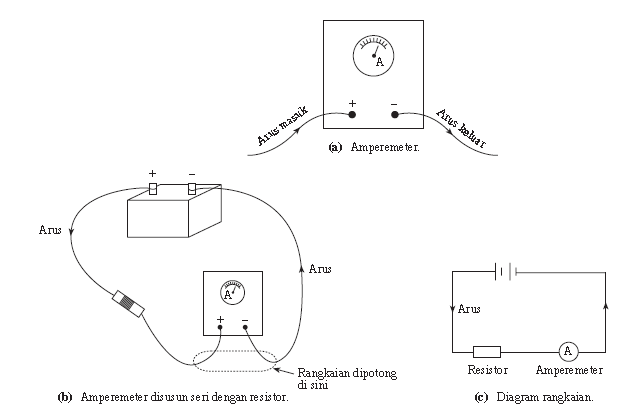 A
+ -
Arus masuk
Arus keluar
(a) Amperemeter.
+ -
Arus
Arus
A
+ -
Rangkaian dipotong
di sini
(b) Amperemeter disusun seri dengan resistor.
Arus
A
Resistor Amperemeter
(c) Diagram rangkaian.